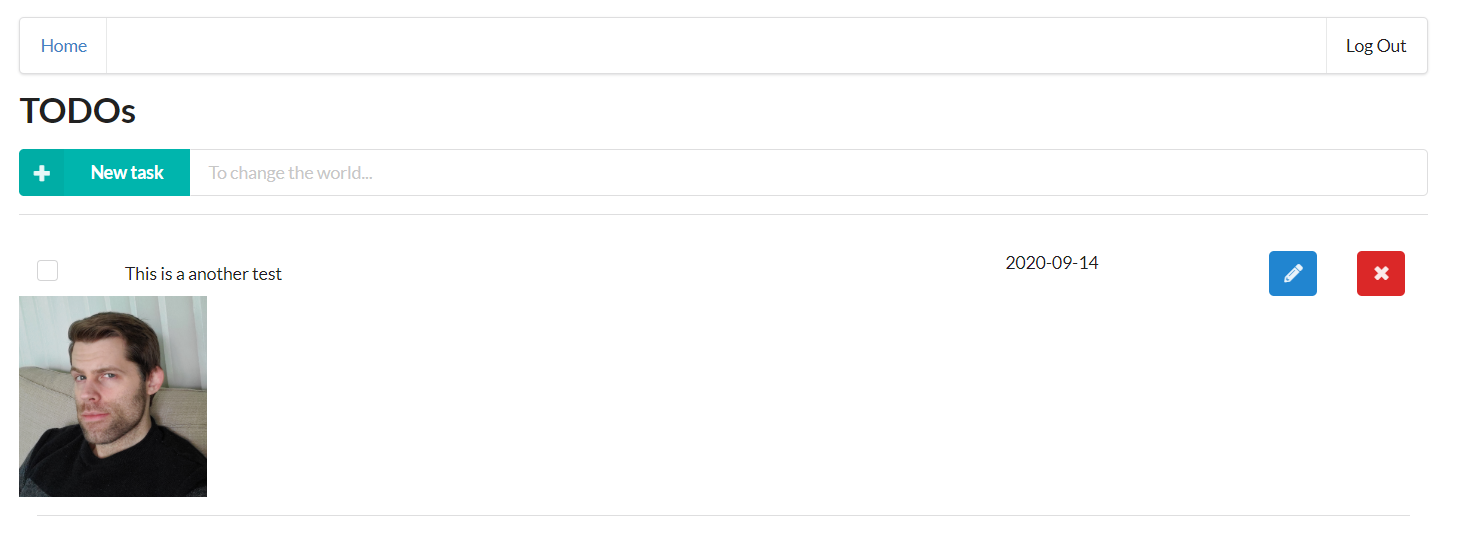 Home
Log Out
TODOs
New task
To change the world...
This is a another test
2020-09-14